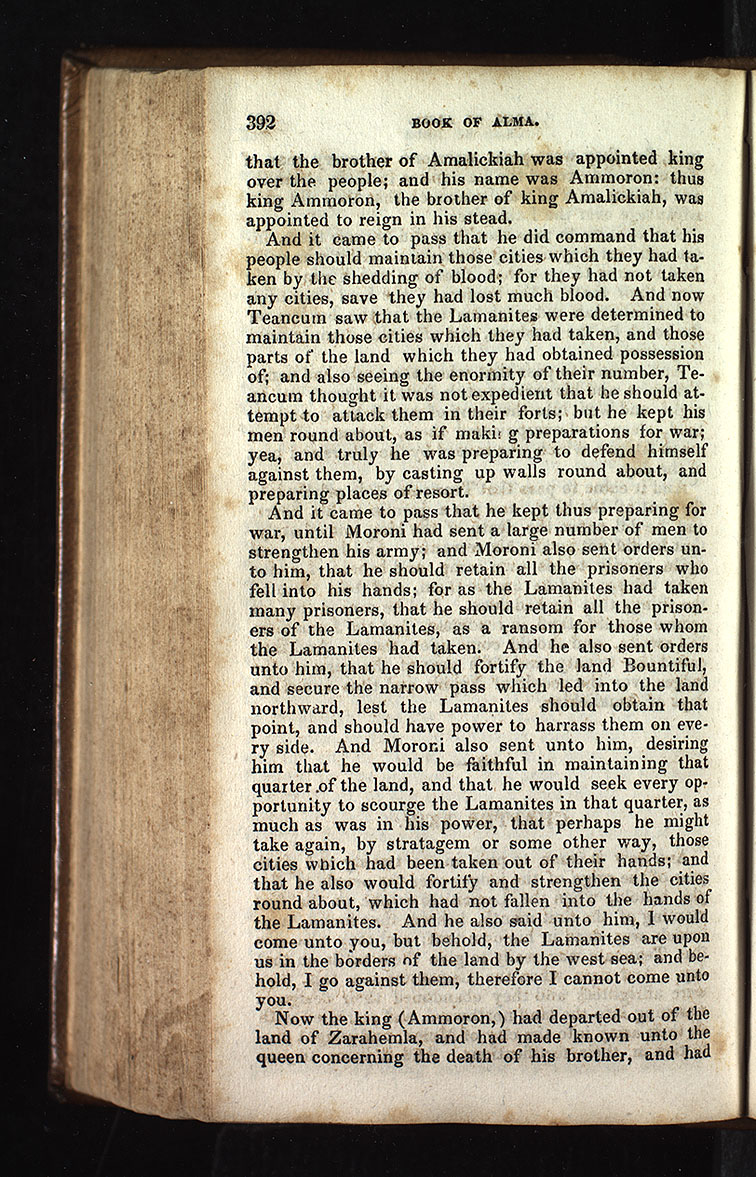 392 BOOK OF ALMA.
that the brother of Amalickiah was appointed king
over the people; and his name was Ammoron: thus
king Ammoron, the brother of king Amalickiah, was
appointed to reign in his stead.
And it came to pass that he did command that his
people should maintain those cities which they had ta-
ken by the shedding of blood; for they had not taken
any cities, save they had lost much blood. And now
Teancum saw that the Lamanites were determined to
maintain those cities which they had taken, and those
parts of the land which they had obtained possession
of; and also seeing the enormity of their number, Te-
ancum thought it was not expedient that he should at-
tempt to attack them in their forts; but he kept his
men round about, as if maki g preparations for war;
yea, and truly he was preparing to defend himself
against them, by casting up walls round about, and
preparing places of resort.
And it came to pass that he kept thus preparing for
war, until Moroni had sent a large number of men to
strengthen his army; and Moroni also sent orders un-
to him, that he should retain all the prisoners who
fell into his hands; for as the Lamanites had taken
many prisoners, that he should retain all the prison-
ers of the Lamanites, as a ransom for those whom
the Lamanites had taken. And he also sent orders
unto him, that he should fortify the land Bountiful,
and secure the narrow pass which led into the land
northward, lest the Lamanites should obtain that
point, and should have power to harrass them on eve-
ry side. And Moroni also sent unto him, desiring
him that he would be faithful in maintaining that
quarter of the land, and that he would seek every op-
portunity to scourge the Lamanites in that quarter, as
much as was in his power, that perhaps he might
take again, by stratagem or some other way, those
cities which had been taken out of their hands; and
that he also would fortify and strengthen the cities
round about, which had not fallen into the hands of
the Lamanites. And he also said unto him, I would
come unto you, but behold, the Lamanites are upon
us in the borders of the land by the west sea; and be-
hold, I go against them, therefore I cannot come unto
you.
Now the king (Ammoron,) had departed out of the
land of Zarahemla, and had made known unto the
queen concerning the death of his brother, and had